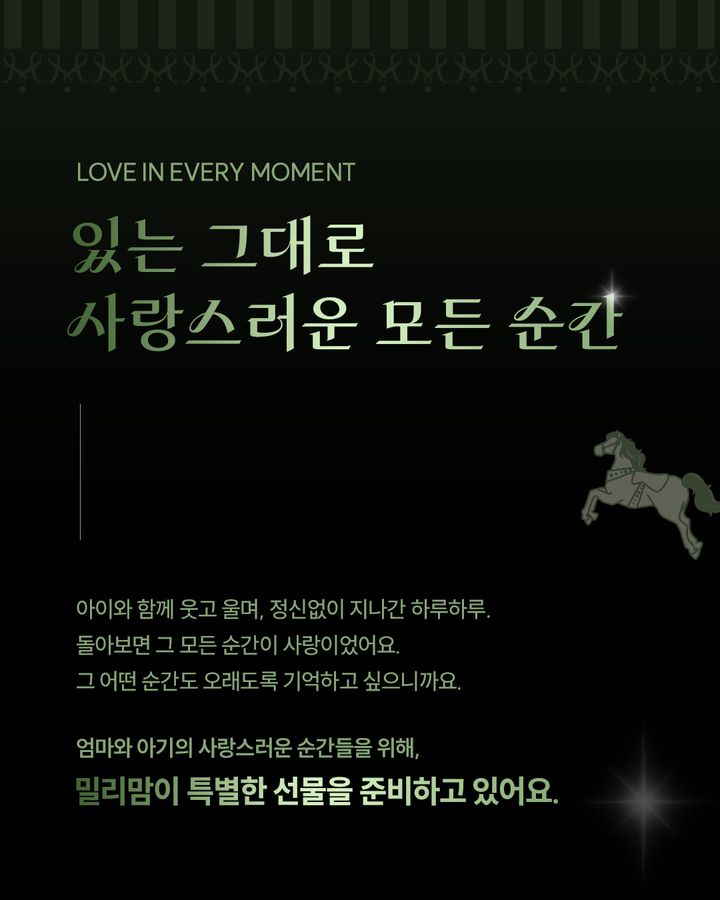 LOVE IN EVERY MOMENT
있는 그대로
사랑스러운 모든 순간
아이와 함께 웃고 울며, 정신없이 지나간 하루하루.
돌아보면 그 모든 순간이 사랑이었어요.
그 어떤 순간도 오래도록 기억하고 싶으니까요.
엄마와 아기의 사랑스러운 순간들을 위해,
밀리맘이 특별한 선물을 준비하고 있어요.